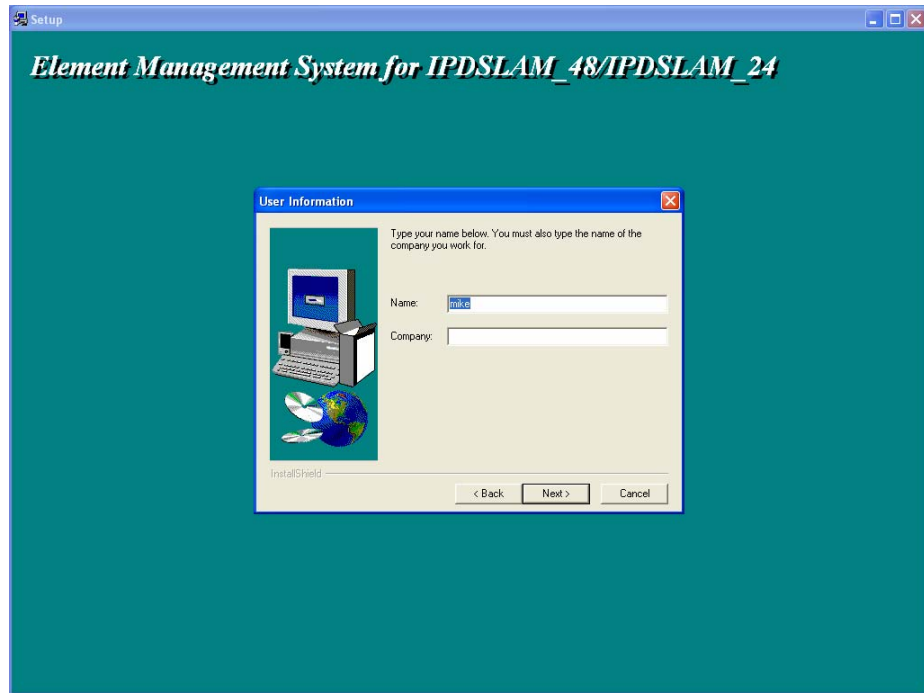 Setup
Element Management System for IPDSLAM_48/IPDSLAM_24
User Information
Type your name below. You must also type the name of the
company you work for.
Name: mike
Company:
InstallShield
< Back Next > Cancel